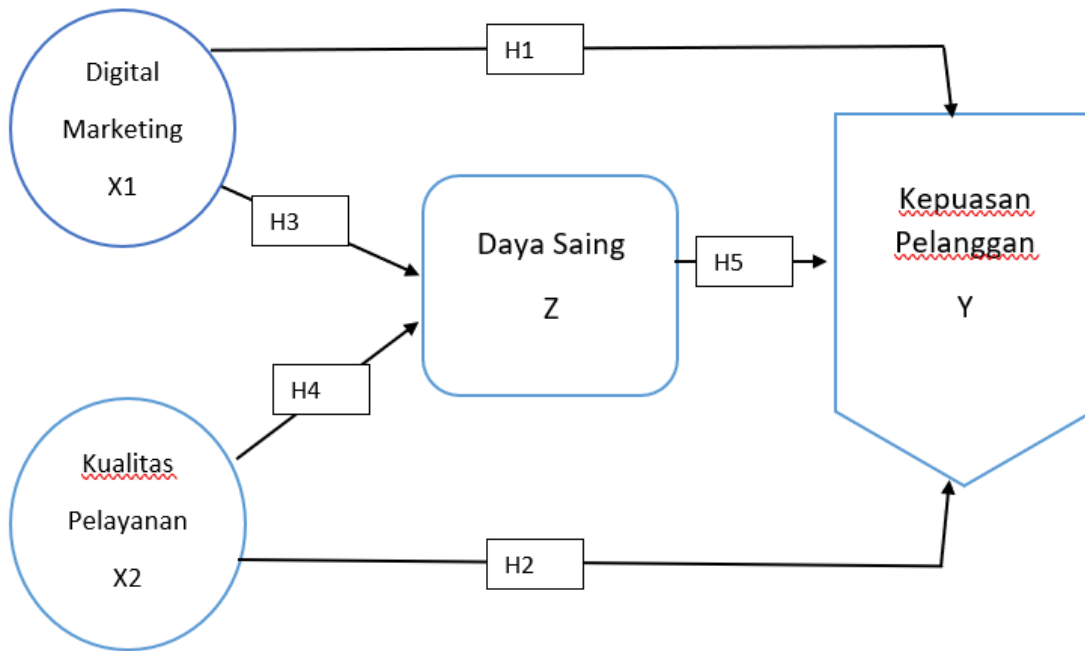 Digital
Marketing
X1
H1
H3
Daya Saing
Z
H5
Kepuasan
Pelanggan
Y
H4
Kualitas
Pelayanan
X2
H2